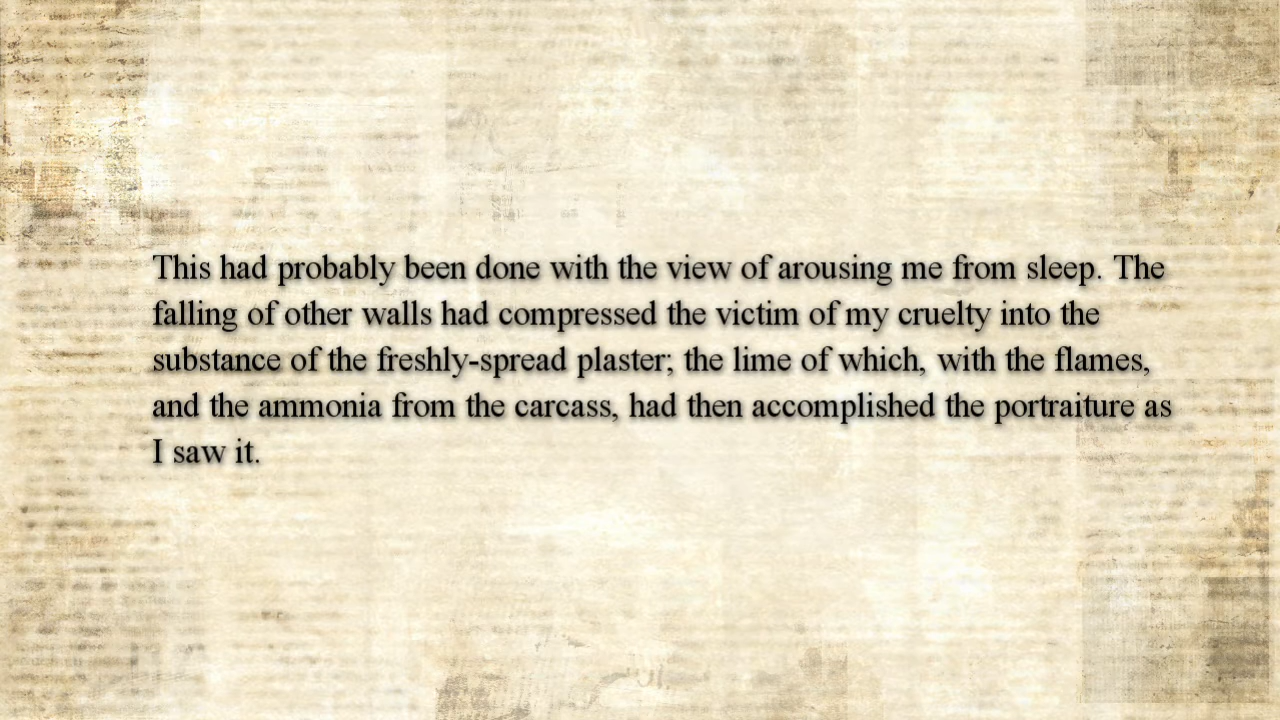 This had probably been done with the view of arousing me from sleep. The
falling of other walls had compressed the victim of my cruelty into the
substance of the freshly-spread plaster; the lime of which, with the flames,
and the ammonia from the carcass, had then accomplished the portraiture as
I saw it.